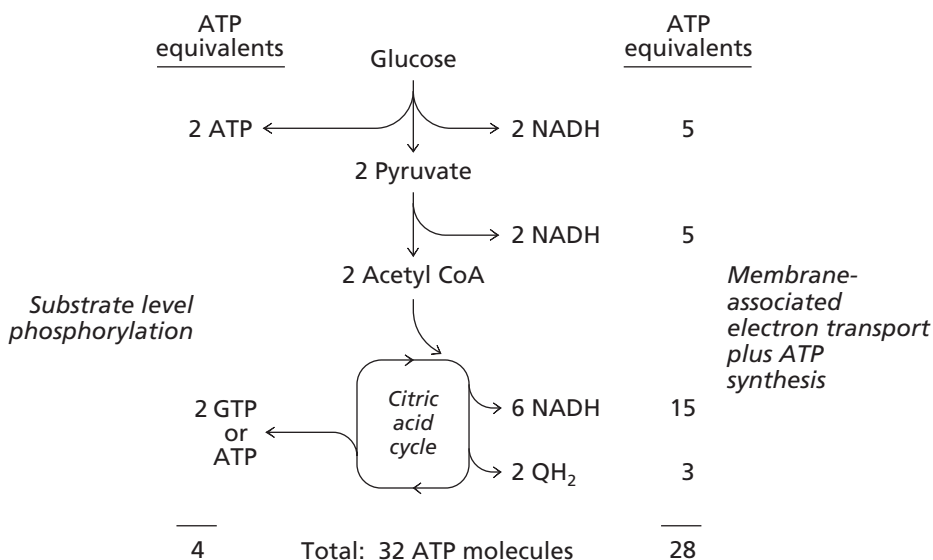 ATP
equivalents
ATP
equivalents
Glucose
2 ATP
2 NADH
5
2 Pyruvate
2 NADH
5
2 Acetyl CoA
Substrate level
phosphorylation
Membrane-
associated
electron transport
plus ATP
synthesis
Citric
acid
cycle
2 GTP
or
ATP
6 NADH
15
2 QH₂
3
4
Total: 32 ATP molecules
28